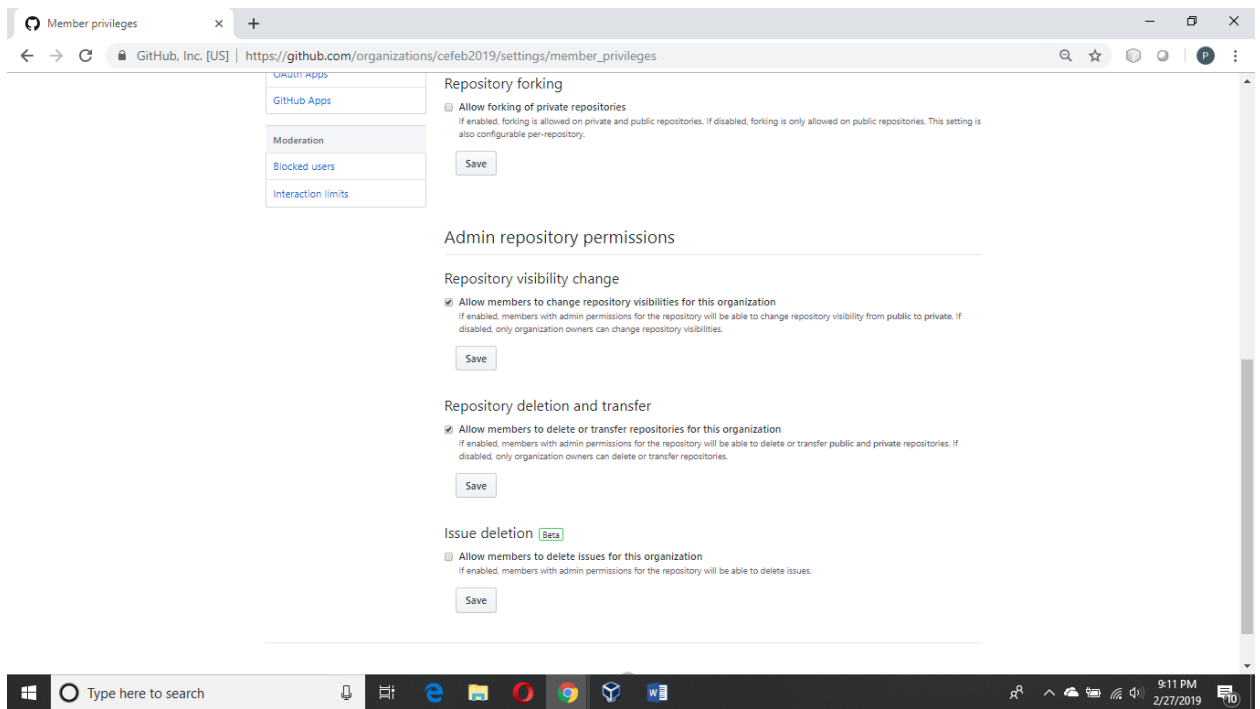 Member privileges
GitHub, Inc. [US] | https://github.com/organizations/cefeb2019/settings/member_privileges
P
OAuth Apps
GitHub Apps
Moderation
Blocked users
Interaction limits
Repository forking
Allow forking of private repositories
If enabled, forking is allowed on private and public repositories. If disabled, forking is only allowed on public repositories. This setting is
also configurable per-repository.
Save
Admin repository permissions
Repository visibility change
Allow members to change repository visibilities for this organization
If enabled, members with admin permissions for the repository will be able to change repository visibility from public to private. If
disabled, only organization owners can change repository visibilities.
Save
Repository deletion and transfer
Allow members to delete or transfer repositories for this organization
If enabled, members with admin permissions for the repository will be able to delete or transfer public and private repositories. If
disabled, only organization owners can delete or transfer repositories.
Save
Issue deletion Beta
Allow members to delete issues for this organization
If enabled, members with admin permissions for the repository will be able to delete issues.
Save
Type here to search
9:11 PM
2/27/2019
10